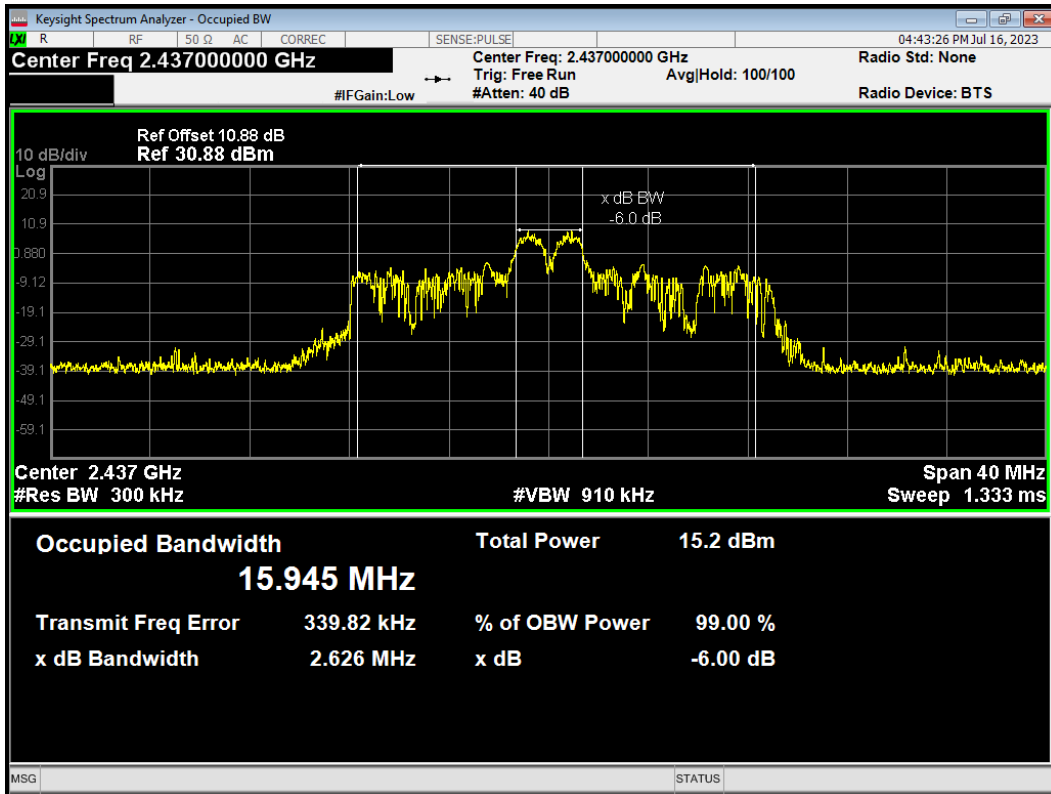 Keysight Spectrum Analyzer - Occupied BW
LXI R RF 50 Ω AC CORREC SENSE:PULSE 04:43:26 PM Jul 16, 2023
Center Freq 2.437000000 GHz
Center Freq: 2.437000000 GHz Radio Std: None
Trig: Free Run Avg|Hold: 100/100
#IFGain:Low #Atten: 40 dB Radio Device: BTS
Ref Offset 10.88 dB
10 dB/div Ref 30.88 dBm
Log
20.9
x dB BW
10.9 -6.0 dB
0.880
-9.12
-19.1
-29.1
-39.1
-49.1
-59.1
Center 2.437 GHz Span 40 MHz
#Res BW 300 kHz #VBW 910 kHz Sweep 1.333 ms
Occupied Bandwidth Total Power 15.2 dBm
15.945 MHz
Transmit Freq Error 339.82 kHz % of OBW Power 99.00 %
x dB Bandwidth 2.626 MHz x dB -6.00 dB
MSG STATUS